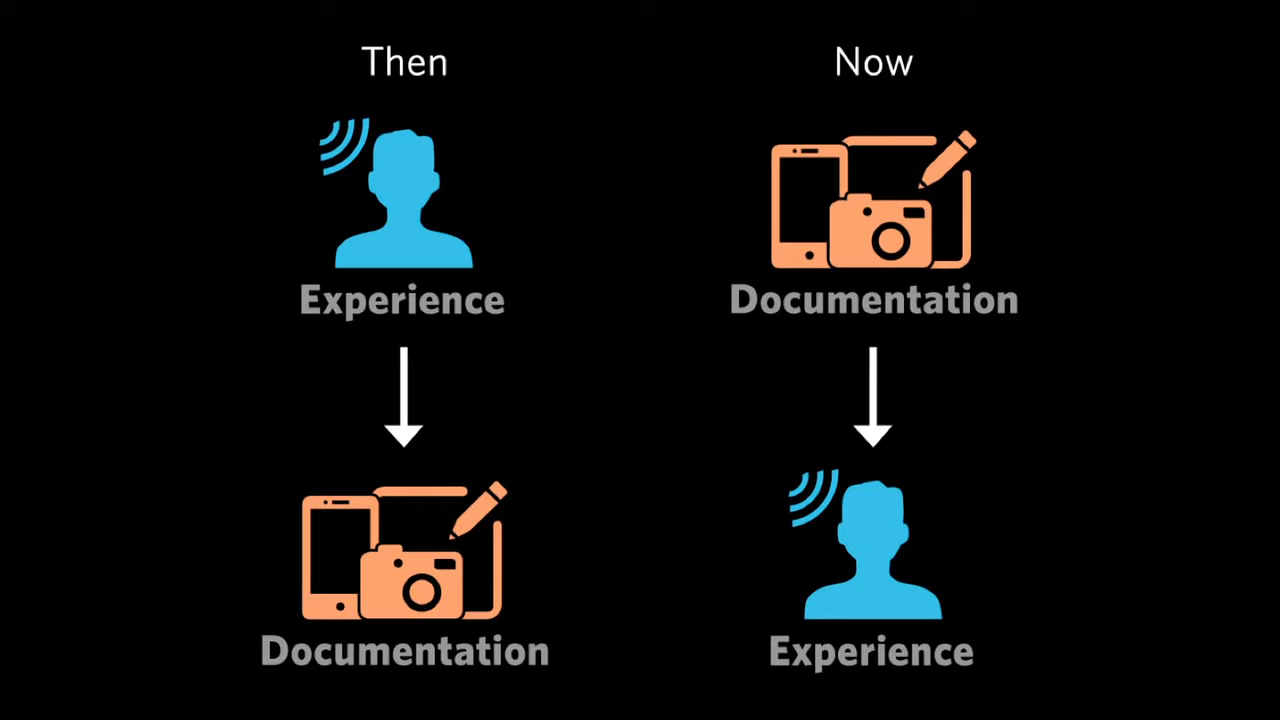 Then
Now
Experience
Documentation
Documentation
Experience